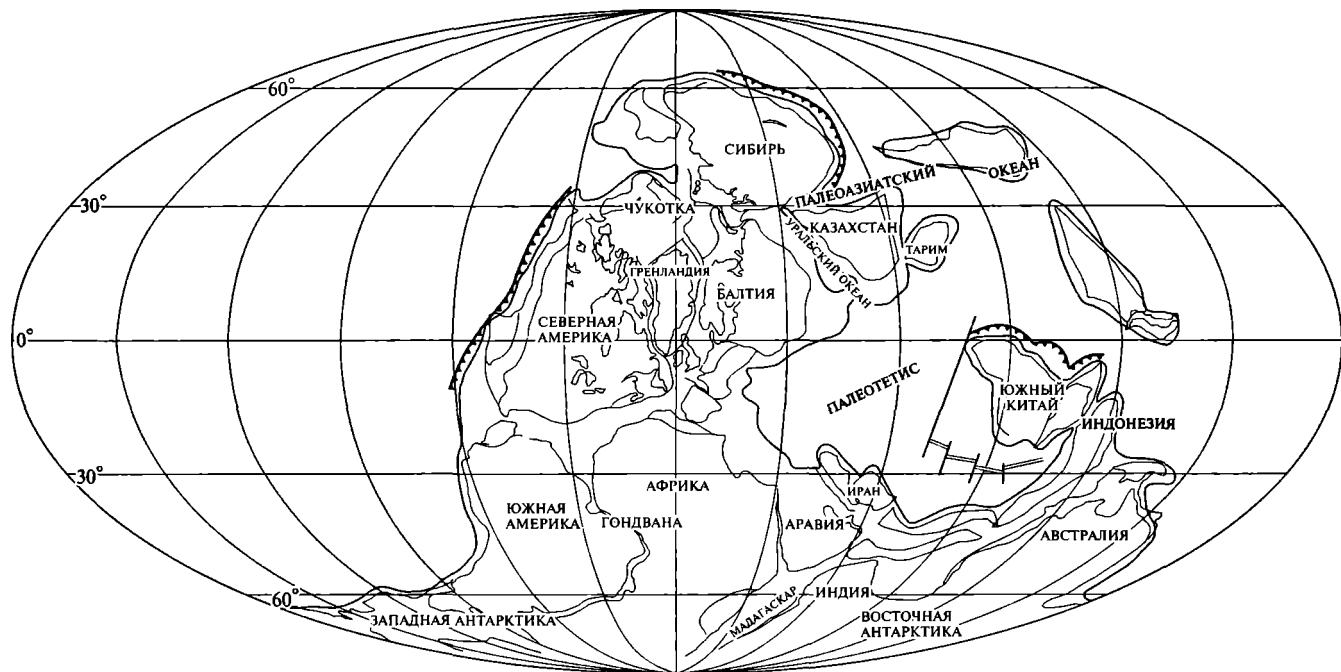 60°
СИБИРЬ
ПАЛЕОАЗИАТСКИЙ
ОКЕАН
30°
ЧУКОТКА
КАЗАХСТАН
УРАЛЬСКИЙ ОКЕАН
ТАРИМ
ГРЕНЛАНДИЯ
БАЛТИЯ
СЕВЕРНАЯ
АМЕРИКА
0°
ПАЛЕОТЕТИС
ЮЖНЫЙ
КИТАЙ
ИНДОНЕЗИЯ
30°
АФРИКА
ИРАН
ЮЖНАЯ
АМЕРИКА
ГОНДВАНА
АРАВИЯ
АВСТРАЛИЯ
60°
ЗАПАДНАЯ АНТАРКТИКА
МАДАГАСКАР
ИНДИЯ
ВОСТОЧНАЯ
АНТАРКТИКА